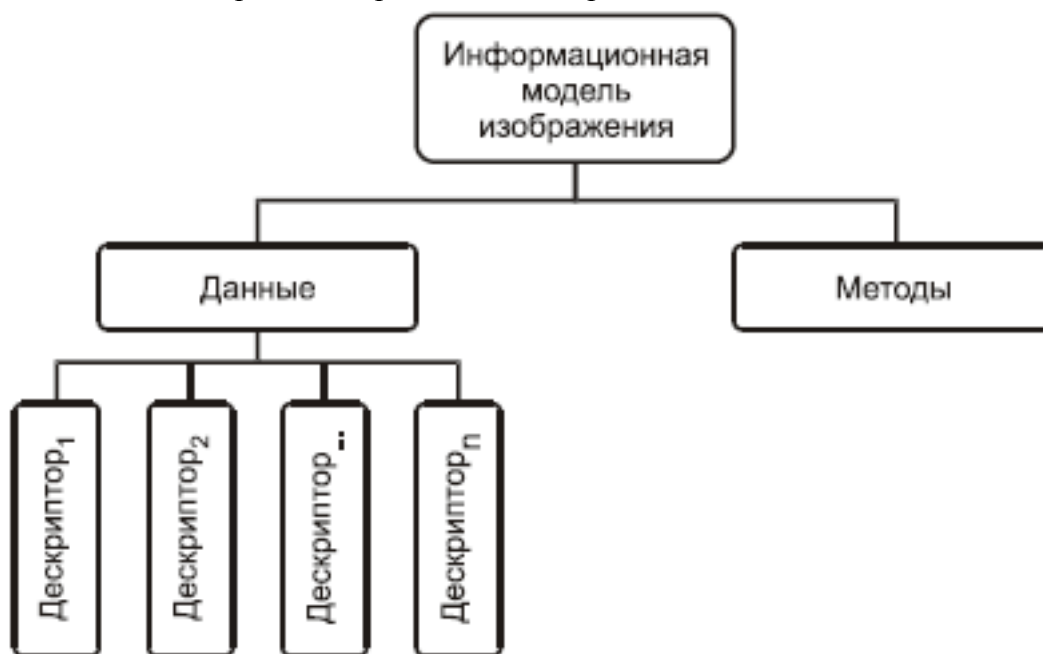 Информационная
модель
изображения
Данные
Методы
Дескриптор1
Дескриптор2
Дескриптор...
Дескрипторn